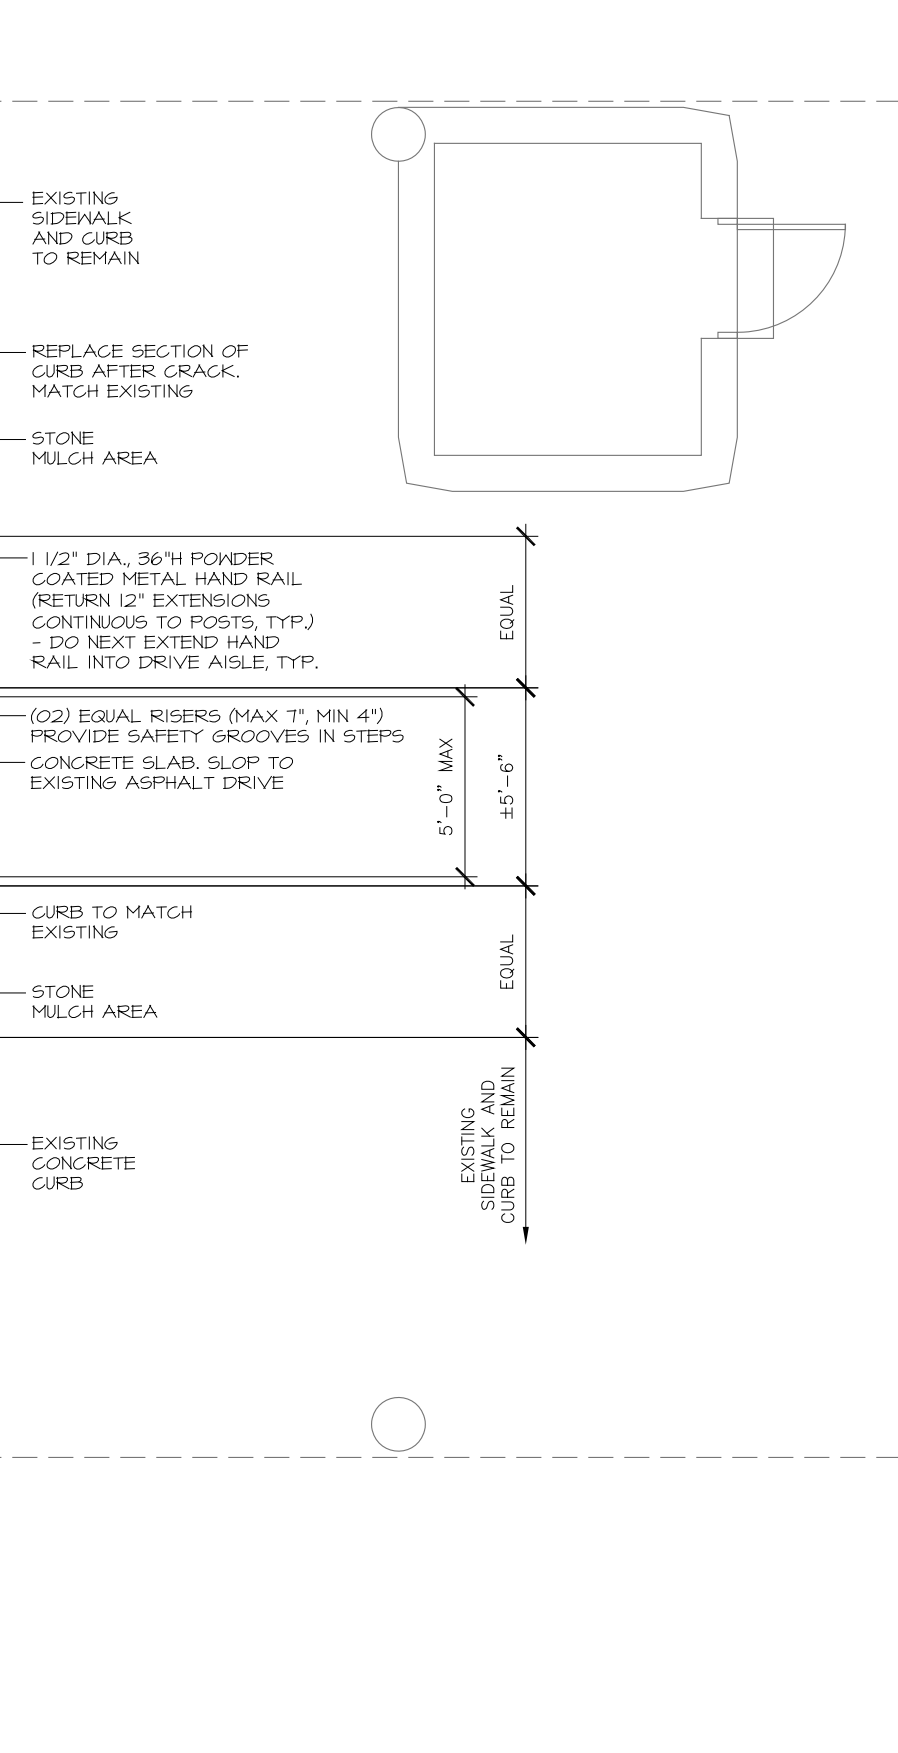 EXISTING
SIDEWALK
AND CURB
TO REMAIN
REPLACE SECTION OF
CURB AFTER CRACK.
MATCH EXISTING
STONE
MULCH AREA
1 1/2" DIA., 36"H POWDER
COATED METAL HAND RAIL
(RETURN 12" EXTENSIONS
CONTINUOUS TO POSTS, TYP.)
- DO NEXT EXTEND HAND
RAIL INTO DRIVE AISLE, TYP.
EQUAL
(02) EQUAL RISERS (MAX 7", MIN 4")
PROVIDE SAFETY GROOVES IN STEPS
CONCRETE SLAB. SLOP TO
EXISTING ASPHALT DRIVE
5'-0" MAX
±5'-6"
CURB TO MATCH
EXISTING
EQUAL
STONE
MULCH AREA
EXISTING
CONCRETE
CURB
EXISTING
SIDEWALK AND
CURB TO REMAIN